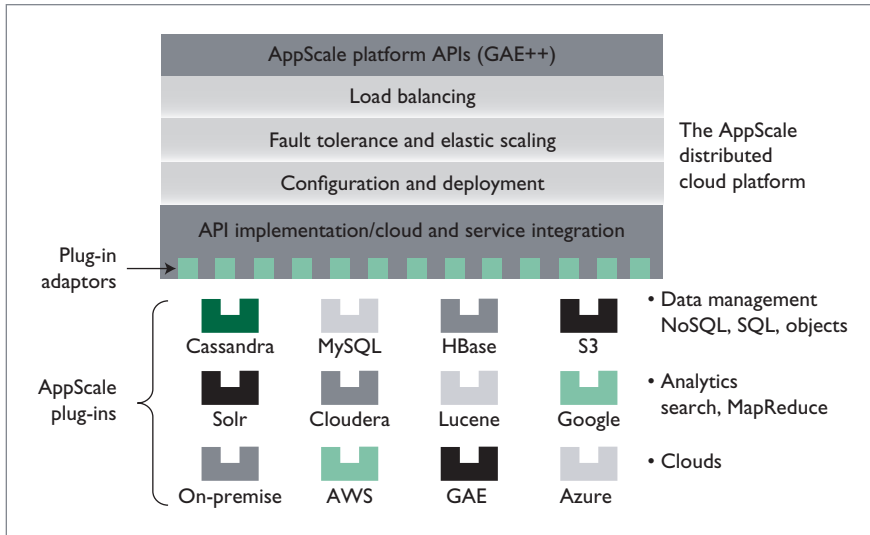 AppScale platform APIs (GAE++)
Load balancing
Fault tolerance and elastic scaling
Configuration and deployment
API implementation/cloud and service integration
The AppScale
distributed
cloud platform
Plug-in
adaptors
AppScale
plug-ins
Cassandra MySQL HBase S3
• Data management
NoSQL, SQL, objects
Solr Cloudera Lucene Google
• Analytics
search, MapReduce
On-premise AWS GAE Azure
• Clouds